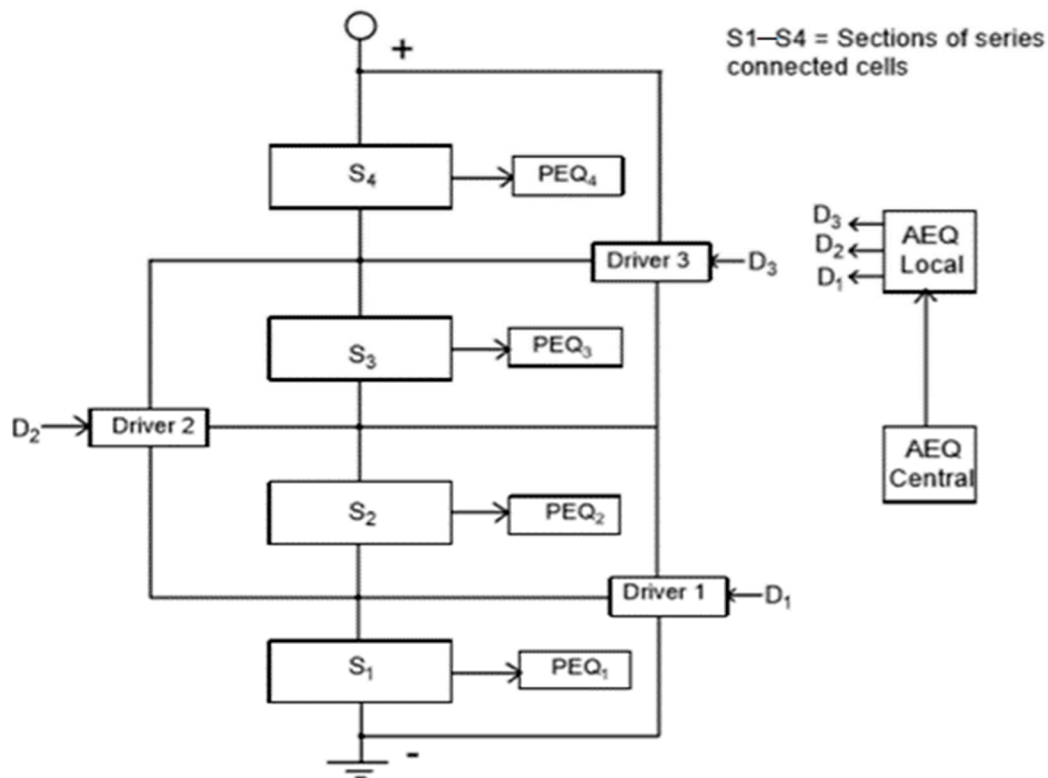 +
S1–S4 = Sections of series
connected cells
S₄
PEQ₄
D₃
D₂
D₁
AEQ
Local
Driver 3
D₃
S₃
PEQ₃
D₂
Driver 2
AEQ
Central
S₂
PEQ₂
Driver 1
D₁
S₁
PEQ₁
-